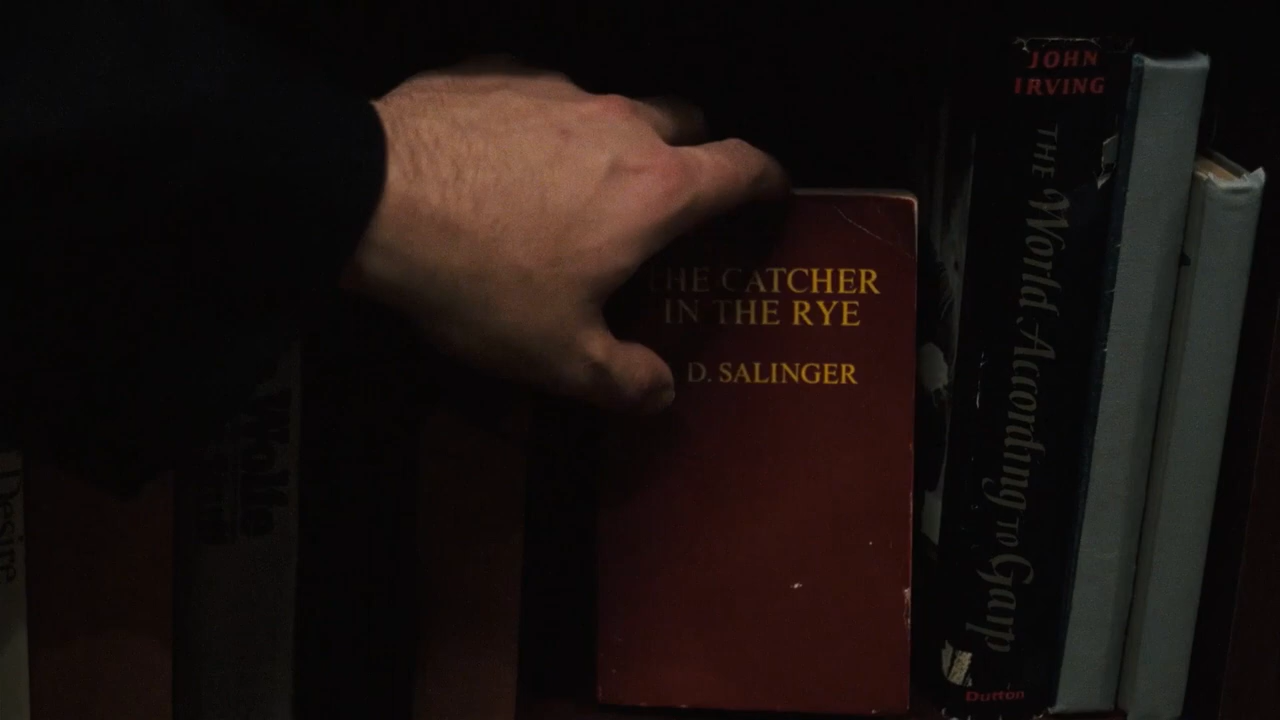 Desire
HE CATCHER
IN THE RYE
D. SALINGER
JOHN
IRVING
THE World According TO Garp
Dutton